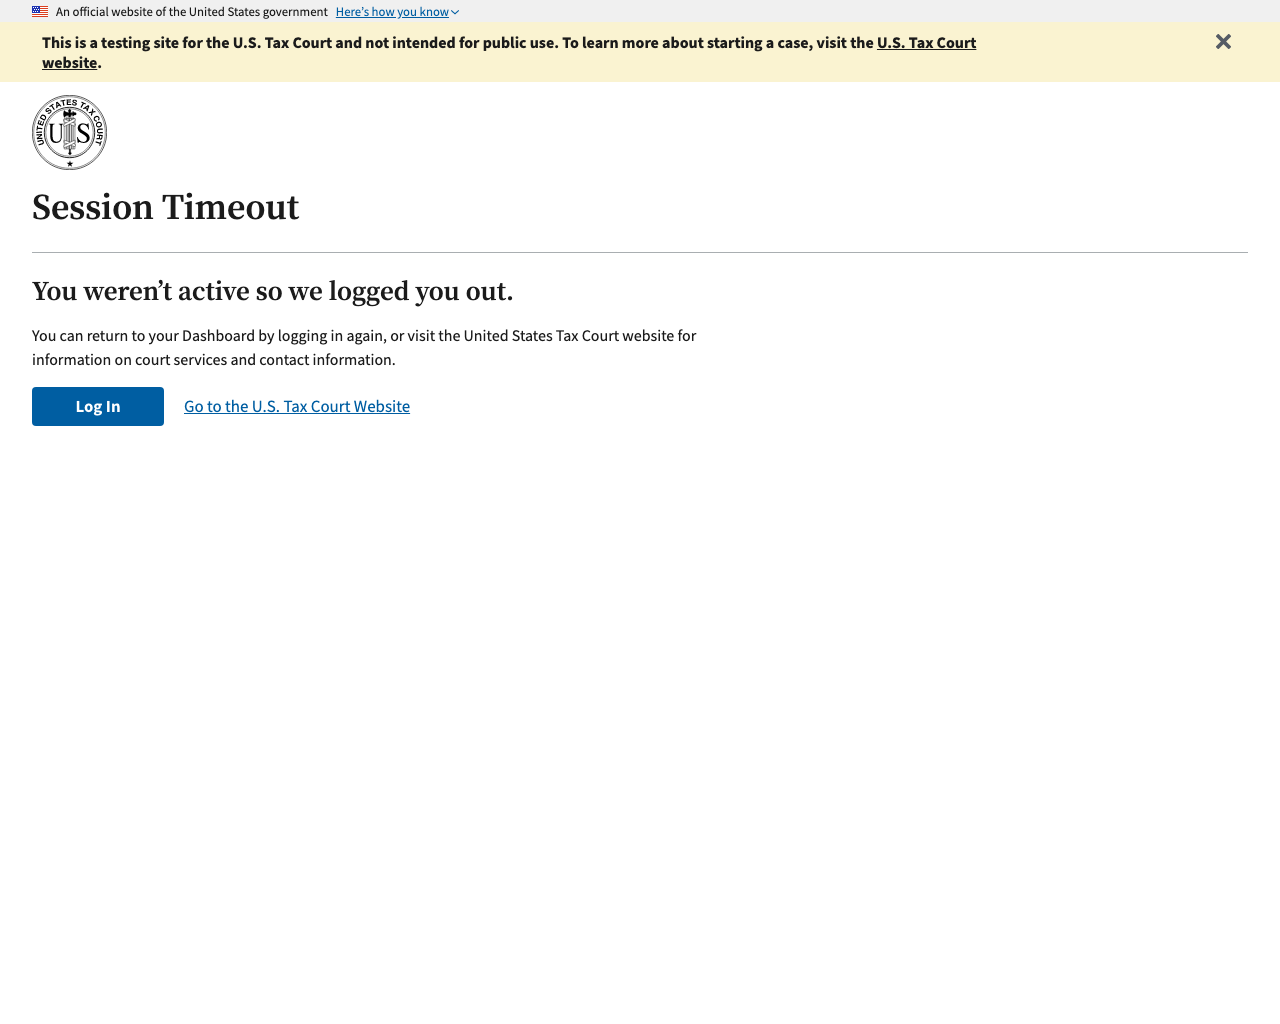 An official website of the United States government Here’s how you know
This is a testing site for the U.S. Tax Court and not intended for public use. To learn more about starting a case, visit the U.S. Tax Court
website.
UNITED STATES TAX COURT
US
Session Timeout
You weren’t active so we logged you out.
You can return to your Dashboard by logging in again, or visit the United States Tax Court website for
information on court services and contact information.
Log In Go to the U.S. Tax Court Website